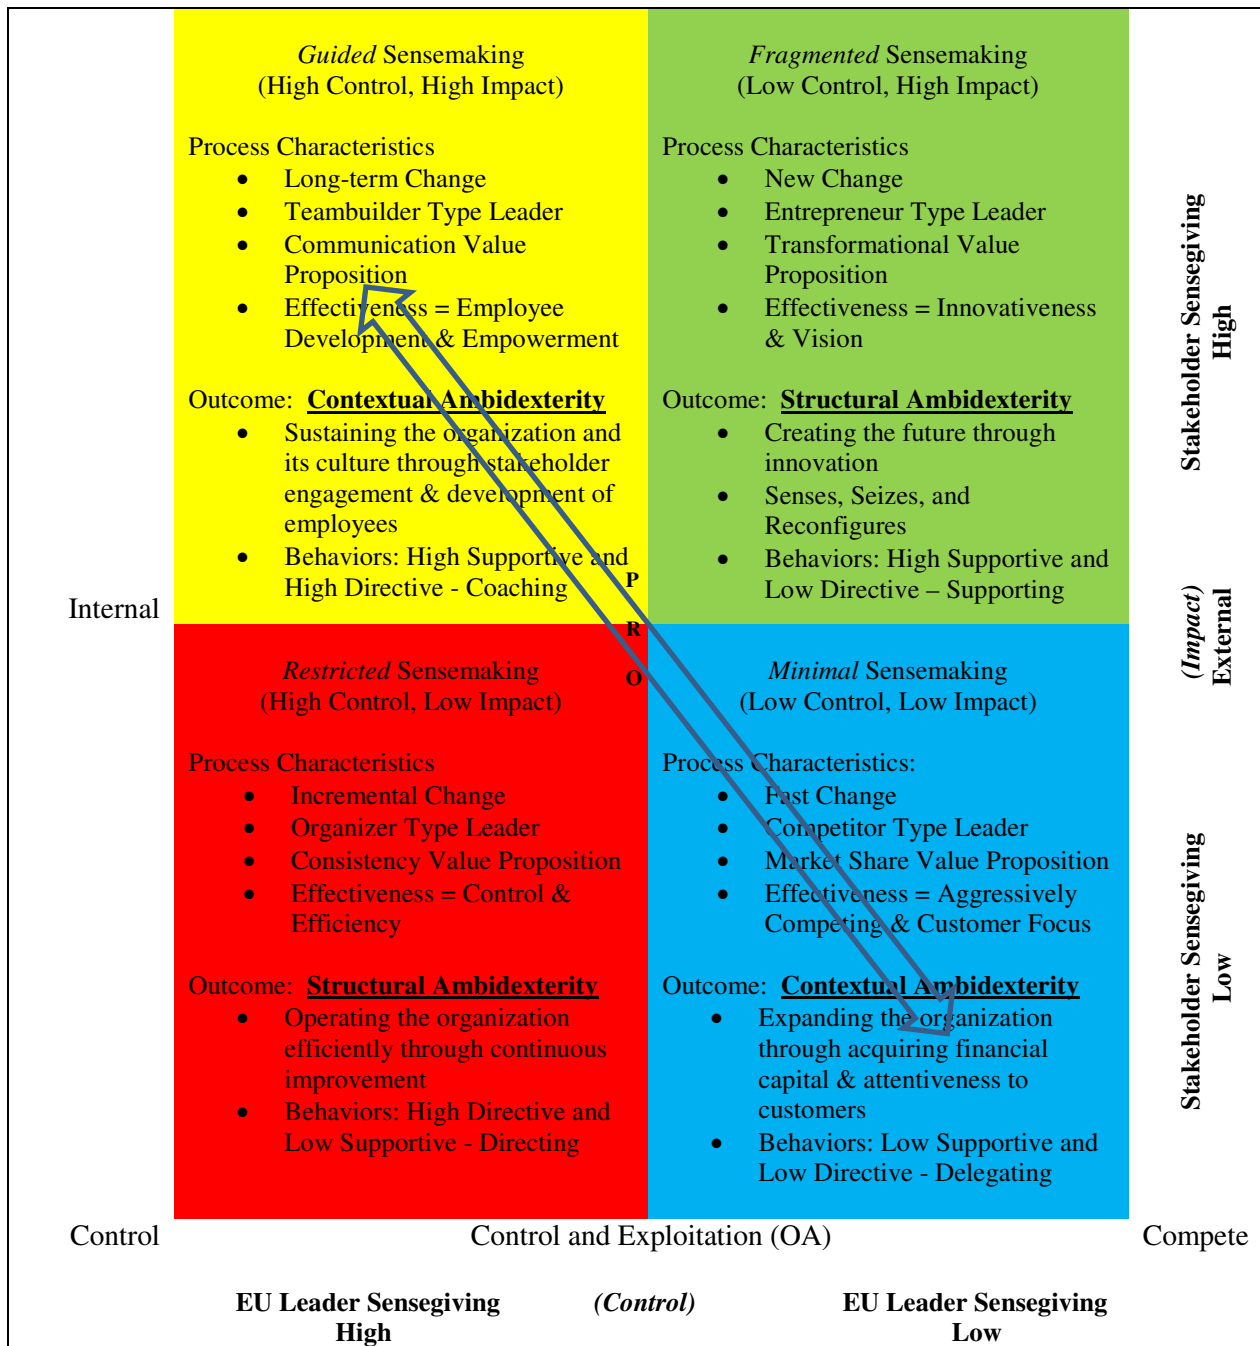 Guided Sensemaking
(High Control, High Impact)
Process Characteristics
• Long-term Change
• Teambuilder Type Leader
• Communication Value
Proposition
• Effectiveness = Employee
Development & Empowerment
Outcome: Contextual Ambidexterity
• Sustaining the organization and
its culture through stakeholder
engagement & development of
employees
• Behaviors: High Supportive and
High Directive - Coaching
Fragmented Sensemaking
(Low Control, High Impact)
Process Characteristics
• New Change
• Entrepreneur Type Leader
• Transformational Value
Proposition
• Effectiveness = Innovativeness
& Vision
Outcome: Structural Ambidexterity
• Creating the future through
innovation
• Senses, Seizes, and
Reconfigures
• Behaviors: High Supportive and
Low Directive – Supporting
Stakeholder Sensegiving
High
Internal
P
R
O
(Impact)
External
Restricted Sensemaking
(High Control, Low Impact)
Process Characteristics
• Incremental Change
• Organizer Type Leader
• Consistency Value Proposition
• Effectiveness = Control &
Efficiency
Outcome: Structural Ambidexterity
• Operating the organization
efficiently through continuous
improvement
• Behaviors: High Directive and
Low Supportive - Directing
Minimal Sensemaking
(Low Control, Low Impact)
Process Characteristics:
• Fast Change
• Competitor Type Leader
• Market Share Value Proposition
• Effectiveness = Aggressively
Competing & Customer Focus
Outcome: Contextual Ambidexterity
• Expanding the organization
through acquiring financial
capital & attentiveness to
customers
• Behaviors: Low Supportive and
Low Directive - Delegating
Stakeholder Sensegiving
Low
Control
Control and Exploitation (OA)
Compete
EU Leader Sensegiving
High
(Control)
EU Leader Sensegiving
Low